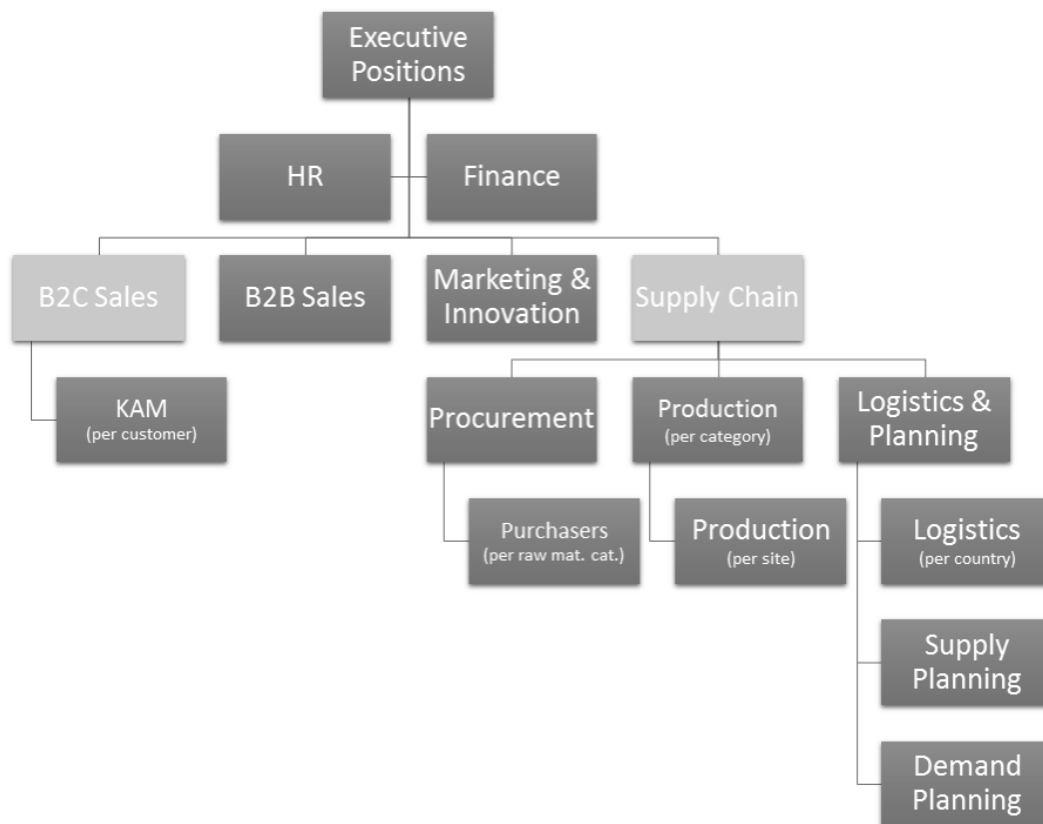 Executive
Positions
HR
Finance
B2C Sales
B2B Sales
Marketing &
Innovation
Supply Chain
KAM
(per customer)
Procurement
Production
(per category)
Logistics &
Planning
Purchasers
(per raw mat. cat.)
Production
(per site)
Logistics
(per country)
Supply
Planning
Demand
Planning